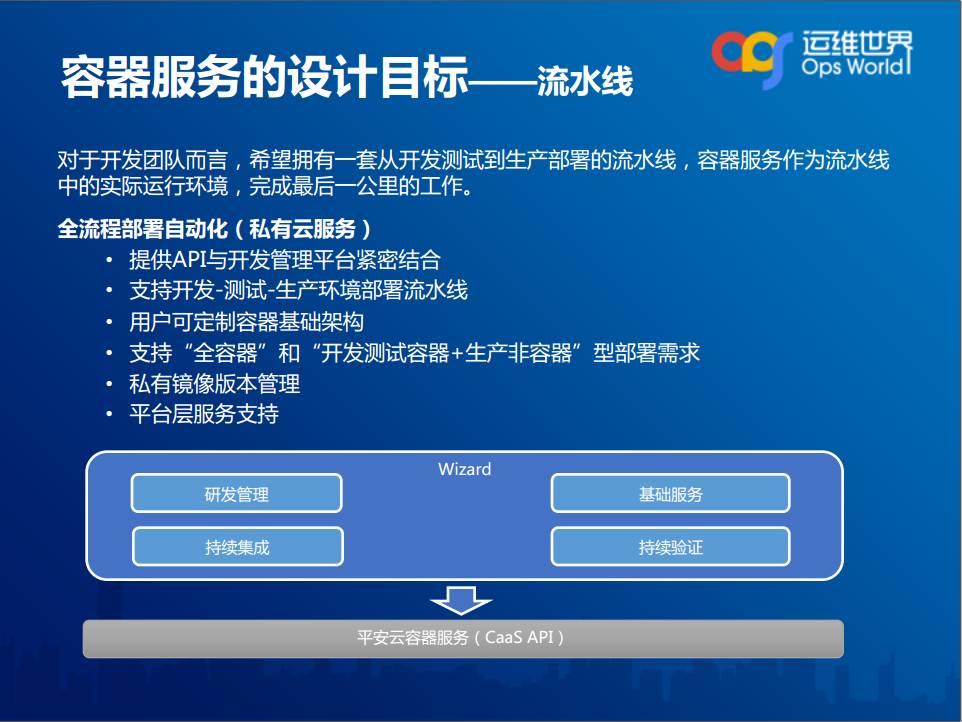 容器服务的设计目标——流水线
运维世界
Ops World
对于开发团队而言，希望拥有一套从开发测试到生产部署的流水线，容器服务作为流水线
中的实际运行环境，完成最后一公里的工作。
全流程部署自动化（私有云服务）
• 提供API与开发管理平台紧密结合
• 支持开发-测试-生产环境部署流水线
• 用户可定制容器基础架构
• 支持“全容器”和“开发测试容器+生产非容器”型部署需求
• 私有镜像版本管理
• 平台层服务支持
Wizard
研发管理
基础服务
持续集成
持续验证
平安云容器服务（CaaS API）